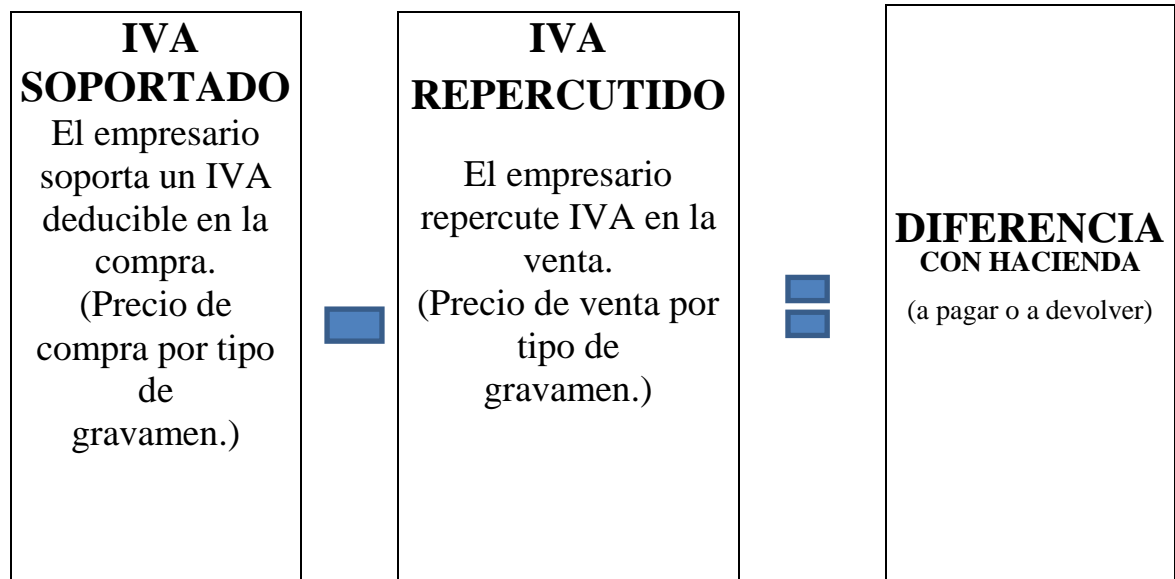 IVA
SOPORTADO
El empresario
soporta un IVA
deducible en la
compra.
(Precio de
compra por tipo
de
gravamen.)
IVA
REPERCUTIDO
El empresario
repercute IVA en la
venta.
(Precio de venta por
tipo de
gravamen.)
DIFERENCIA
CON HACIENDA
(a pagar o a devolver)